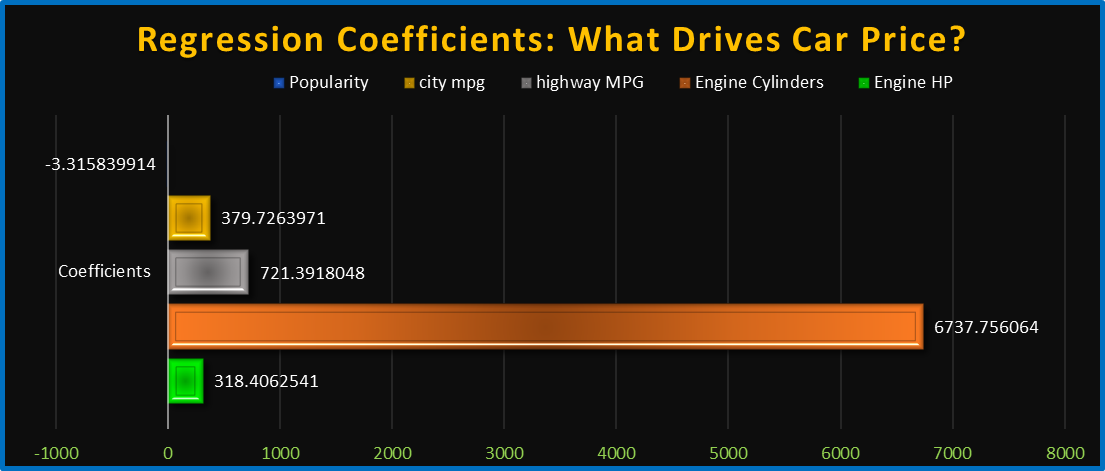 Regression Coefficients: What Drives Car Price?
Popularity city mpg highway MPG Engine Cylinders Engine HP
-3.315839914
379.7263971
Coefficients 721.3918048
6737.756064
318.4062541
-1000 0 1000 2000 3000 4000 5000 6000 7000 8000